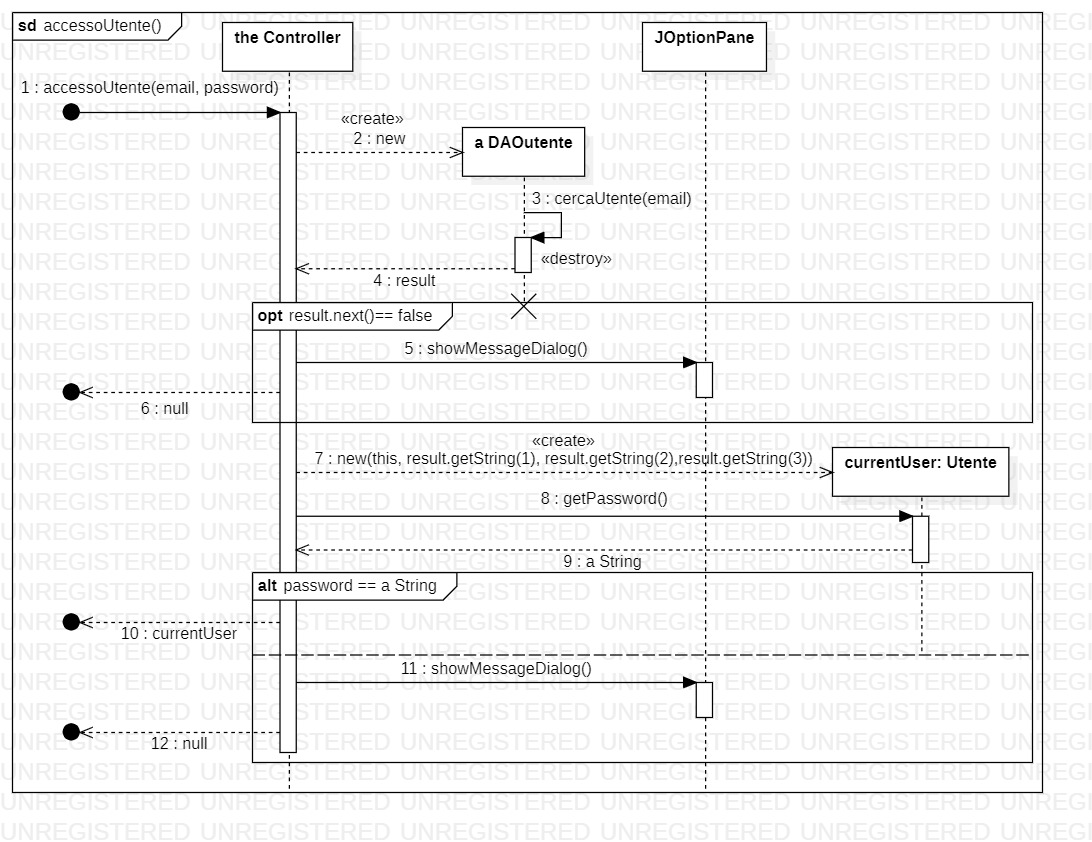 sd accessoUtente()
the Controller
JOptionPane
1 : accessoUtente(email, password)
«create»
2 : new
a DAOutente
3 : cercaUtente(email)
«destroy»
4 : result
opt result.next()== false
5 : showMessageDialog()
6 : null
«create»
7 : new(this, result.getString(1), result.getString(2),result.getString(3))
currentUser: Utente
8 : getPassword()
9 : a String
alt password == a String
10 : currentUser
11 : showMessageDialog()
12 : null
UNREGISTERED UNREGISTERED UNREGISTERED UNREGISTERED UNREGISTERED UNREGISTERED